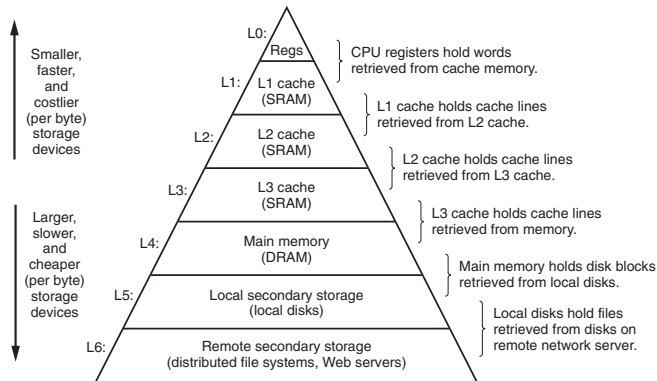 Smaller,
faster,
and
costlier
(per byte)
storage
devices
Larger,
slower,
and
cheaper
(per byte)
storage
devices
L0:
Regs
L1:
L1 cache
(SRAM)
L2:
L2 cache
(SRAM)
L3:
L3 cache
(SRAM)
L4:
Main memory
(DRAM)
L5:
Local secondary storage
(local disks)
L6:
Remote secondary storage
(distributed file systems, Web servers)
CPU registers hold words
retrieved from cache memory.
L1 cache holds cache lines
retrieved from L2 cache.
L2 cache holds cache lines
retrieved from L3 cache.
L3 cache holds cache lines
retrieved from memory.
Main memory holds disk blocks
retrieved from local disks.
Local disks hold files
retrieved from disks on
remote network server.